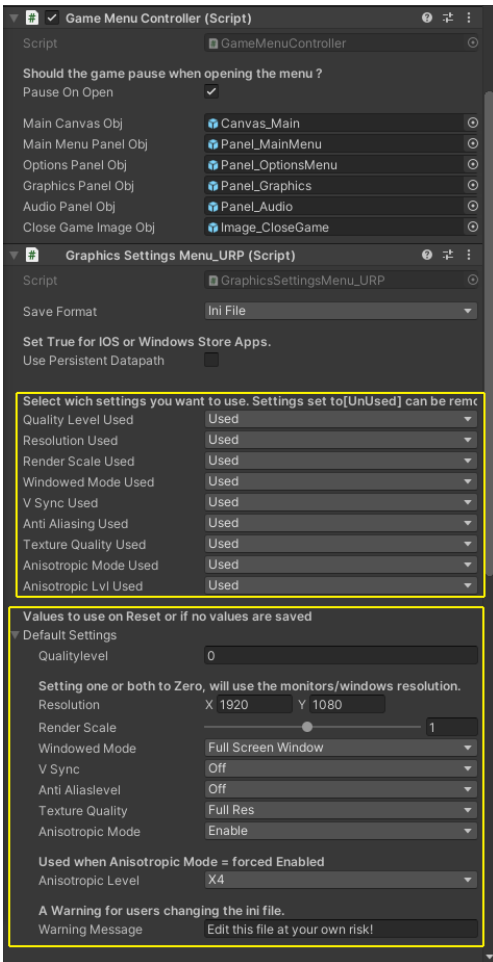 # Game Menu Controller (Script)
Script GameMenuController
Should the game pause when opening the menu ?
Pause On Open
Main Canvas Obj Canvas_Main
Main Menu Panel Obj Panel_MainMenu
Options Panel Obj Panel_OptionsMenu
Graphics Panel Obj Panel_Graphics
Audio Panel Obj Panel_Audio
Close Game Image Obj Image_CloseGame
# Graphics Settings Menu_URP (Script)
Script GraphicsSettingsMenu_URP
Save Format Ini File
Set True for IOS or Windows Store Apps.
Use Persistent Datapath
Select wich settings you want to use. Settings set to[UnUsed] can be remo
Quality Level Used Used
Resolution Used Used
Render Scale Used Used
Windowed Mode Used Used
V Sync Used Used
Anti Aliasing Used Used
Texture Quality Used Used
Anisotropic Mode Used Used
Anisotropic Lvl Used Used
Values to use on Reset or if no values are saved
Default Settings
Qualitylevel 0
Setting one or both to Zero, will use the monitors/windows resolution.
Resolution X 1920 Y 1080
Render Scale 1
Windowed Mode Full Screen Window
V Sync Off
Anti Aliaslevel Off
Texture Quality Full Res
Anisotropic Mode Enable
Used when Anisotropic Mode = forced Enabled
Anisotropic Level X4
A Warning for users changing the ini file.
Warning Message Edit this file at your own risk!